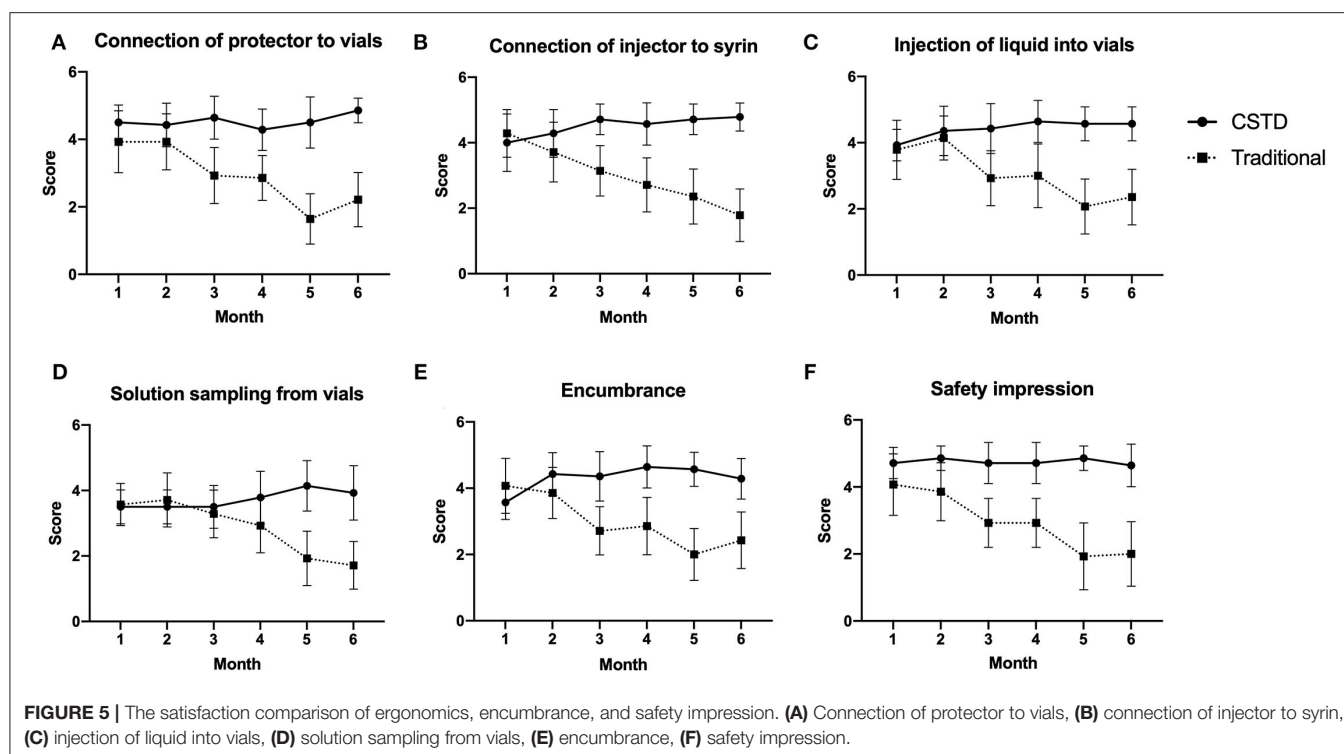 A
Connection of protector to vials
6
4
2
0
Score
1 2 3 4 5 6
Month
B
Connection of injector to syrin
6
4
2
0
Score
1 2 3 4 5 6
Month
C
Injection of liquid into vials
6
4
2
0
Score
1 2 3 4 5 6
Month
CSTD
Traditional
D
Solution sampling from vials
6
4
2
0
Score
1 2 3 4 5 6
Month
E
Encumbrance
6
4
2
0
Score
1 2 3 4 5 6
Month
F
Safety impression
6
4
2
0
Score
1 2 3 4 5 6
Month
FIGURE 5 | The satisfaction comparison of ergonomics, encumbrance, and safety impression. (A) Connection of protector to vials, (B) connection of injector to syrin,
(C) injection of liquid into vials, (D) solution sampling from vials, (E) encumbrance, (F) safety impression.